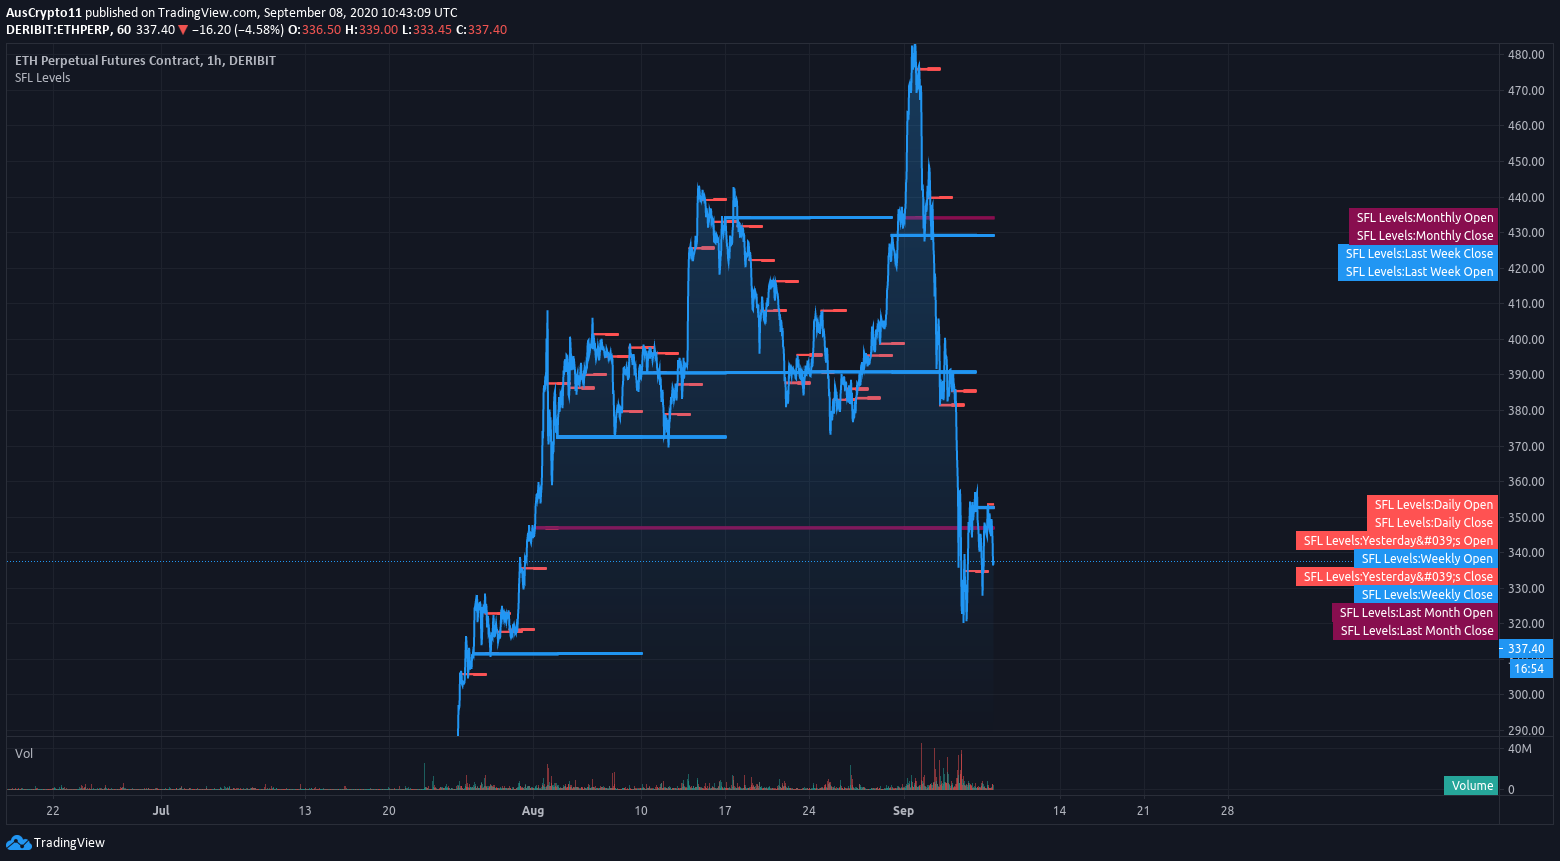 AusCrypto11 published on TradingView.com, September 08, 2020 10:43:09 UTC
DERIBIT:ETHPERP, 60 337.40 ▼ −16.20 (−4.58%) O:336.50 H:339.00 L:333.45 C:337.40
ETH Perpetual Futures Contract, 1h, DERIBIT
SFL Levels
480.00
470.00
460.00
450.00
440.00
430.00
420.00
410.00
400.00
390.00
380.00
370.00
360.00
350.00
340.00
330.00
320.00
300.00
290.00
SFL Levels:Monthly Open
SFL Levels:Monthly Close
SFL Levels:Last Week Close
SFL Levels:Last Week Open
SFL Levels:Daily Open
SFL Levels:Daily Close
SFL Levels:Yesterday&#039;s Open
SFL Levels:Weekly Open
SFL Levels:Yesterday&#039;s Close
SFL Levels:Weekly Close
SFL Levels:Last Month Open
SFL Levels:Last Month Close
337.40
16:54
Vol
40M
Volume
0
22 Jul 13 20 Aug 10 17 24 Sep 14 21 28
TradingView